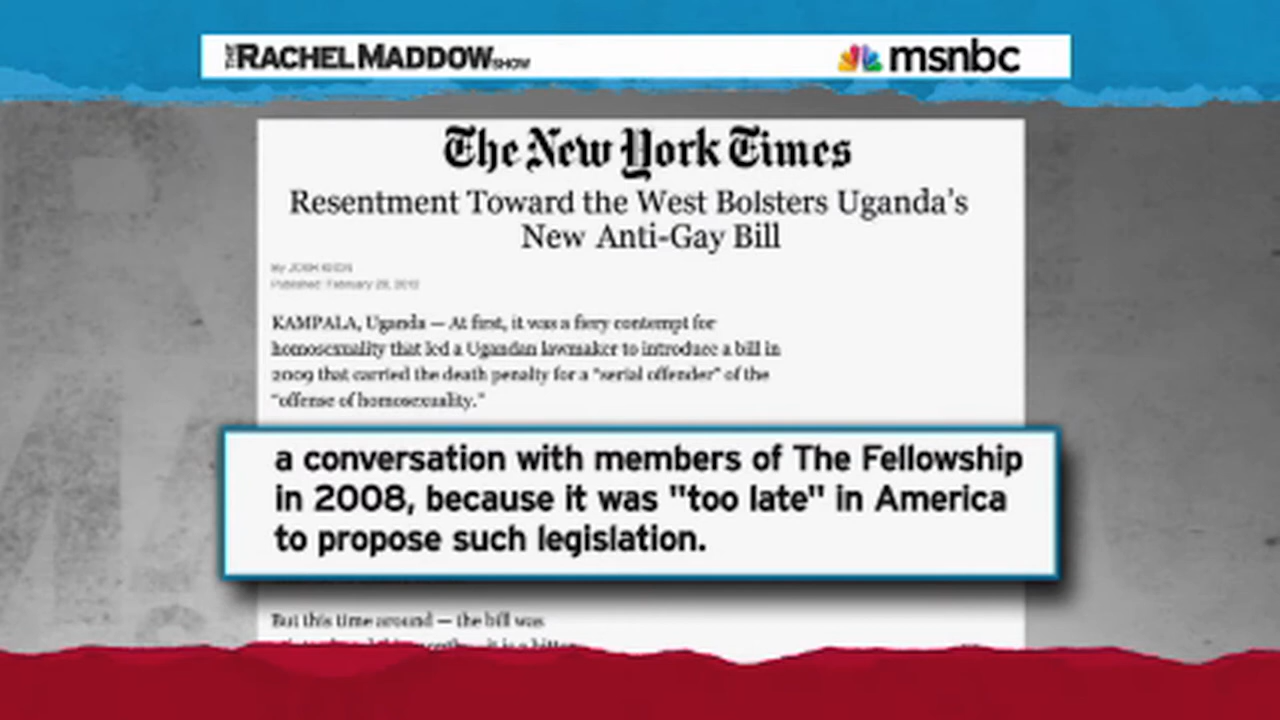 THE RACHEL MADDOW SHOW
msnbc
The New York Times
Resentment Toward the West Bolsters Uganda's
New Anti-Gay Bill
Published: February 28, 2012
KAMPALA, Uganda — At first, it was a fiery contempt for
homosexuality that led a Ugandan lawmaker to introduce a bill in
2009 that carried the death penalty for a "serial offender" of the
"offense of homosexuality."
a conversation with members of The Fellowship
in 2008, because it was "too late" in America
to propose such legislation.
But this time around — the bill was